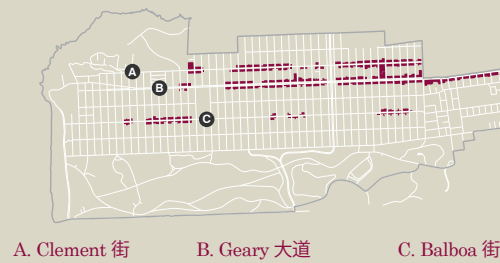 A
B
C
A. Clement 街 B. Geary 大道 C. Balboa 街